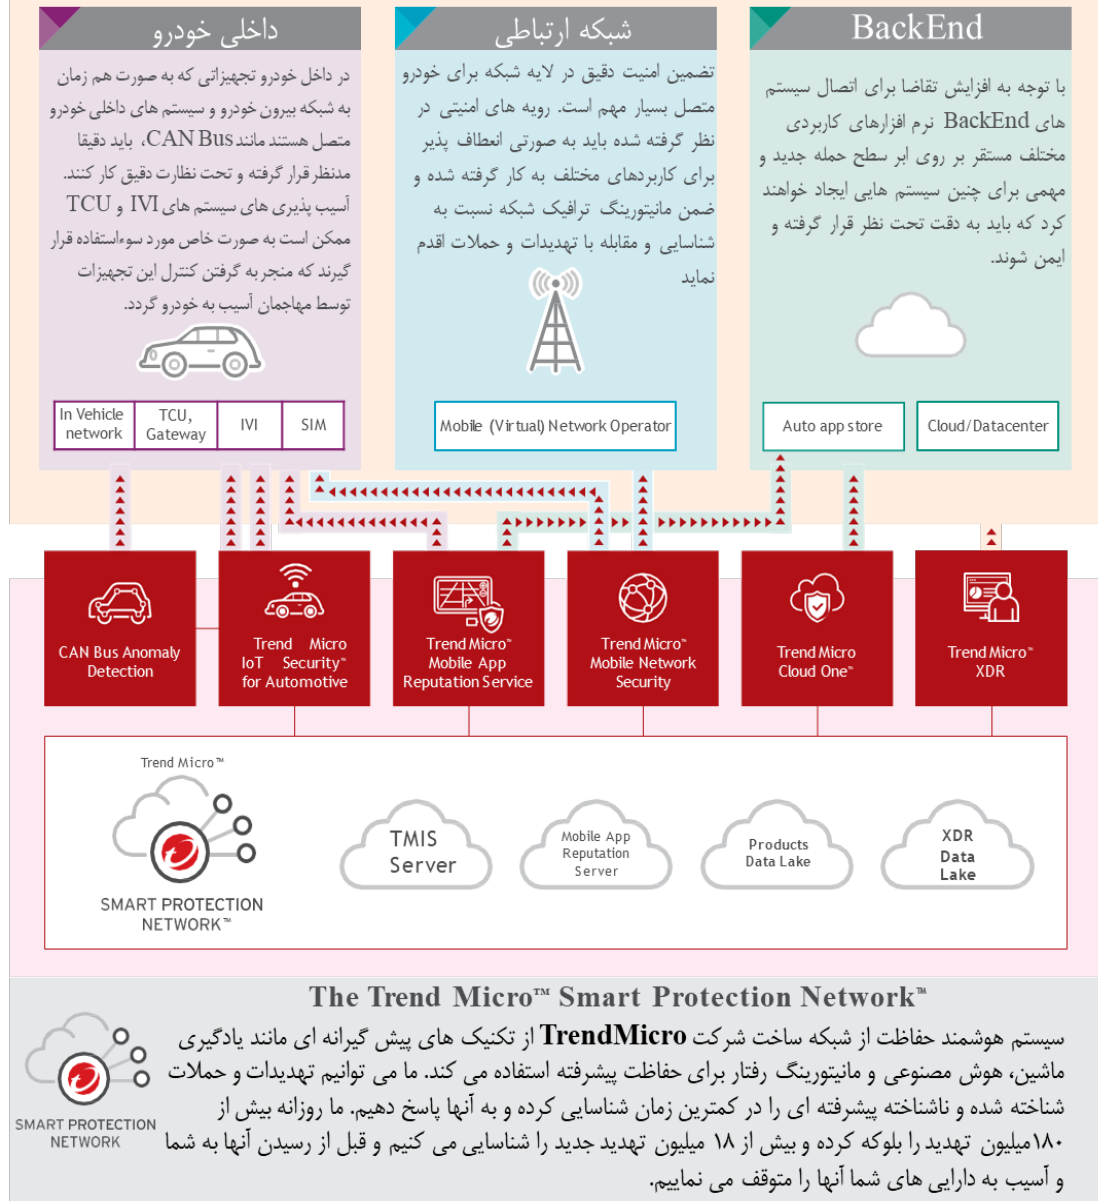 داخلی خودرو
در داخل خودرو تجهیزاتی که به صورت هم زمان
به شبکه بیرون خودرو و سیستم های داخلی خودرو
متصل هستند مانند CAN Bus، باید دقیقا
مدنظر قرار گرفته و تحت نظارت دقیق کار کنند.
آسیب پذیری های سیستم های IVI و TCU
ممکن است به صورت خاص مورد سوءاستفاده قرار
گیرند که منجر به گرفتن کنترل این تجهیزات
توسط مهاجمان آسیب به خودرو گردد.
In Vehicle
network
TCU,
Gateway
IVI
SIM
شبکه ارتباطی
تضمین امنیت دقیق در لایه شبکه برای خودرو
متصل بسیار مهم است. رویه های امنیتی در
نظر گرفته شده باید به صورتی انعطاف پذیر
برای کاربردهای مختلف به کار گرفته شده و
ضمن مانیتورینگ ترافیک شبکه نسبت به
شناسایی و مقابله با تهدیدات و حملات اقدم
نماید
Mobile (Virtual) Network Operator
BackEnd
با توجه به افزایش تقاضا برای اتصال سیستم
های BackEnd نرم افزارهای کاربردی
مختلف مستقر بر روی ابر سطح حمله جدید و
مهمی برای چنین سیستم هایی ایجاد خواهند
کرد که باید به دقت تحت نظر قرار گرفته و
ایمن شوند.
Auto app store
Cloud/Datacenter
CAN Bus Anomaly
Detection
Trend Micro
IoT Security™
for Automotive
Trend Micro™
Mobile App
Reputation Service
Trend Micro™
Mobile Network
Security
Trend Micro
Cloud One™
Trend Micro™
XDR
Trend Micro™
SMART PROTECTION
NETWORK™
TMIS
Server
Mobile App
Reputation
Server
Products
Data Lake
XDR
Data
Lake
The Trend Micro™ Smart Protection Network™
سیستم هوشمند حفاظت از شبکه ساخت شرکت TrendMicro از تکنیک های پیش گیرانه ای مانند یادگیری
ماشین، هوش مصنوعی و مانیتورینگ رفتار برای حفاظت پیشرفته استفاده می کند. ما می توانیم تهدیدات و حملات
شناخته شده و ناشناخته پیشرفته ای را در کمترین زمان شناسایی کرده و به آنها پاسخ دهیم. ما روزانه بیش از
۱۸۰میلیون تهدید را بلوکه کرده و بیش از ۱۸ میلیون تهدید جدید را شناسایی می کنیم و قبل از رسیدن آنها به شما
و آسیب به دارایی های شما آنها را متوقف می نماییم.
SMART PROTECTION
NETWORK